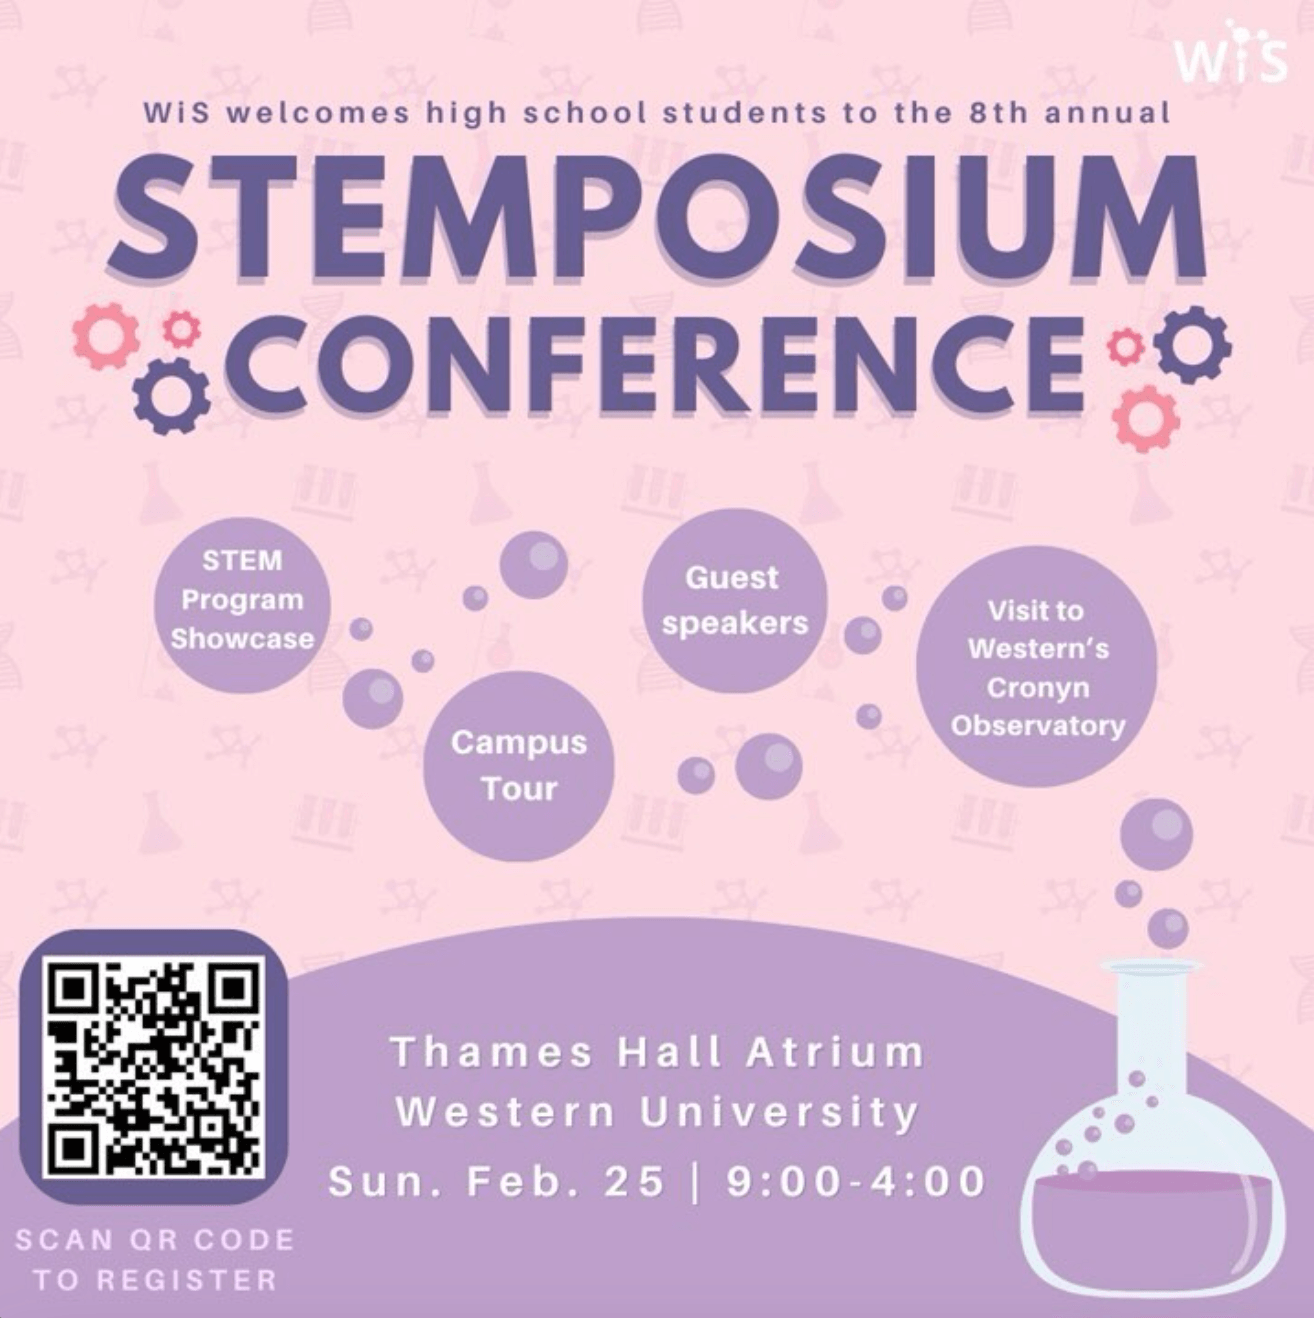 WiS
WiS welcomes high school students to the 8th annual
STEMPOSIUM
CONFERENCE
STEM
Program
Showcase
Guest
speakers
Visit to
Western's
Cronyn
Observatory
Campus
Tour
Thames Hall Atrium
Western University
Sun. Feb. 25 | 9:00-4:00
SCAN QR CODE
TO REGISTER